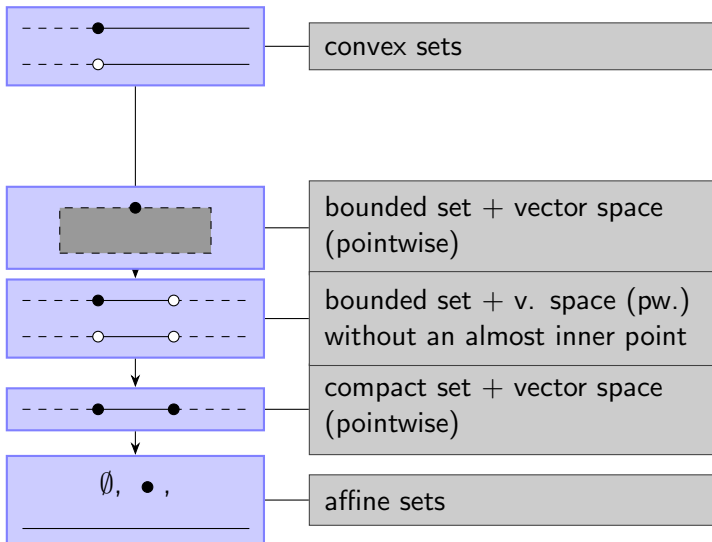 convex sets
bounded set + vector space
(pointwise)
bounded set + v. space (pw.)
without an almost inner point
compact set + vector space
(pointwise)
∅, • ,
affine sets